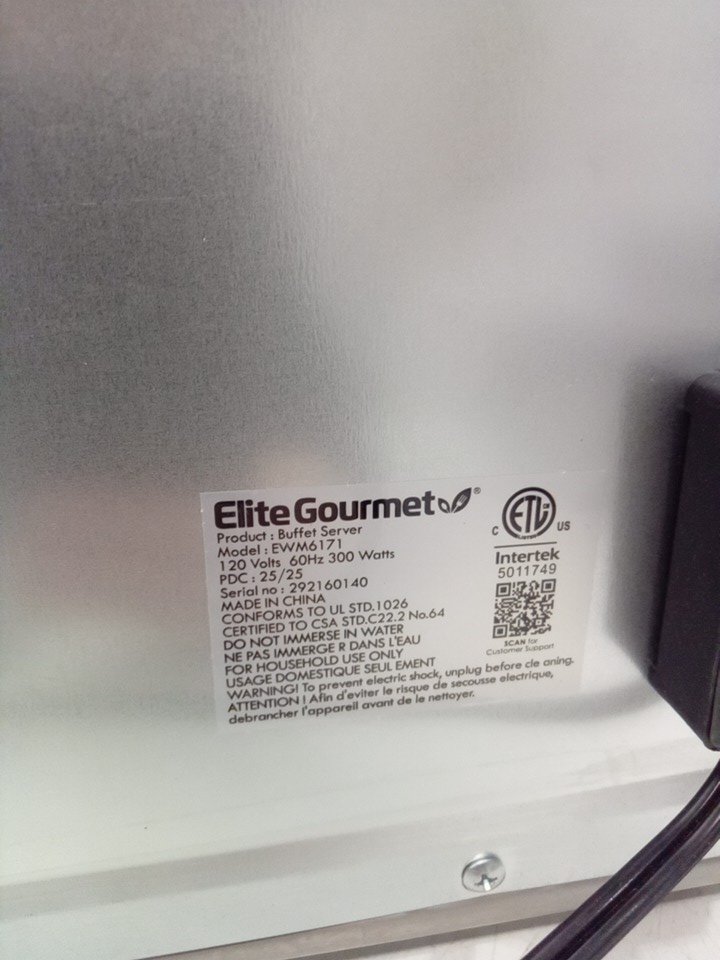 Elite Gourmet®
Product : Buffet Server
Model : EWM6171
120 Volts 60Hz 300 Watts
PDC : 25/25
Serial no : 292160140
MADE IN CHINA
CONFORMS TO UL STD.1026
CERTIFIED TO CSA STD.C22.2 No.64
DO NOT IMMERSE IN WATER
NE PAS IMMERGE R DANS L'EAU
FOR HOUSEHOLD USE ONLY
USAGE DOMESTIQUE SEUL EMENT
WARNING! To prevent electric shock, unplug before cle aning.
ATTENTION ! Afin d'eviter le risque de secousse electrique,
debrancher l'appareil avant de le nettoyer.
C ETL US
LISTED
Intertek
5011749
SCAN for
Customer Support